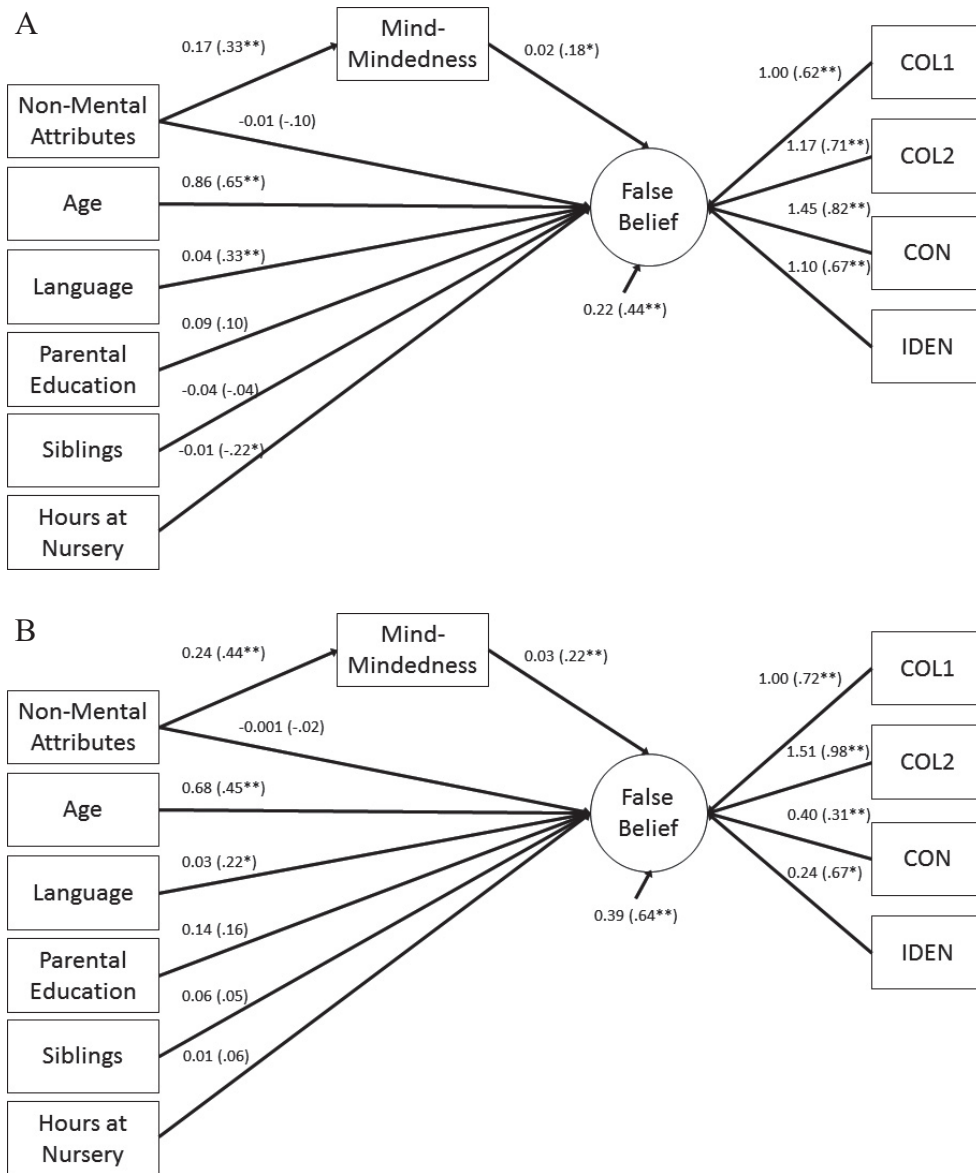 A
0.17 (.33**)
Mind-
Mindedness
0.02 (.18*)
Non-Mental
Attributes
-0.01 (-.10)
Age
0.86 (.65**)
Language
0.04 (.33**)
Parental
Education
0.09 (.10)
Siblings
-0.04 (-.04)
Hours at
Nursery
-0.01 (-.22*)
False
Belief
0.22 (.44**)
1.00 (.62**)
COL1
1.17 (.71**)
COL2
1.45 (.82**)
CON
1.10 (.67**)
IDEN
B
0.24 (.44**)
Mind-
Mindedness
0.03 (.22**)
Non-Mental
Attributes
-0.001 (-.02)
Age
0.68 (.45**)
Language
0.03 (.22*)
Parental
Education
0.14 (.16)
Siblings
0.06 (.05)
Hours at
Nursery
0.01 (.06)
False
Belief
0.39 (.64**)
1.00 (.72**)
COL1
1.51 (.98**)
COL2
0.40 (.31**)
CON
0.24 (.67*)
IDEN